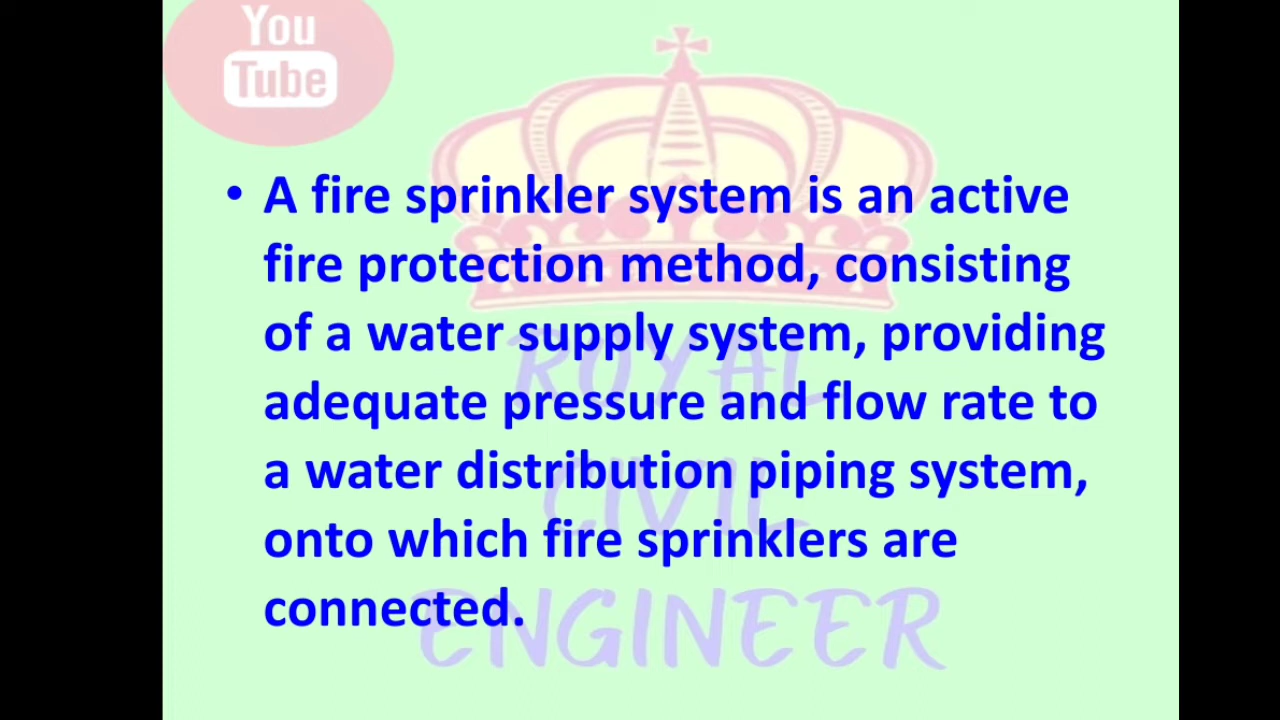 You
Tube
• A fire sprinkler system is an active
fire protection method, consisting
of a water supply system, providing
adequate pressure and flow rate to
a water distribution piping system,
onto which fire sprinklers are
connected.
ROYAL
CIVIL
ENGINEER